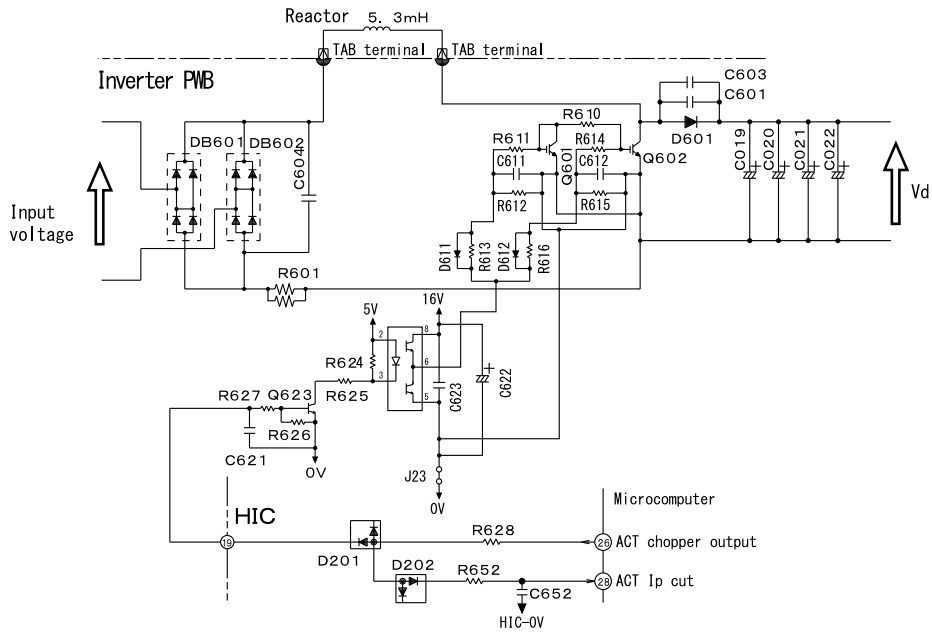 Reactor 5. 3mH
TAB terminal
TAB terminal
Inverter PWB
C603
C601
D601
R610
R611
R614
C611
Q601
C612
Q602
R612
R615
C019
C020
C021
C022
Vd
DB601
DB602
C604
Input
voltage
D611
R613
D612
R616
R601
5V
16V
2
8
6
3
5
R624
R625
C623
C622
R627
Q623
R626
C621
0V
J23
0V
HIC
Microcomputer
19
D201
R628
26
ACT chopper output
D202
R652
28
ACT Ip cut
C652
HIC-0V